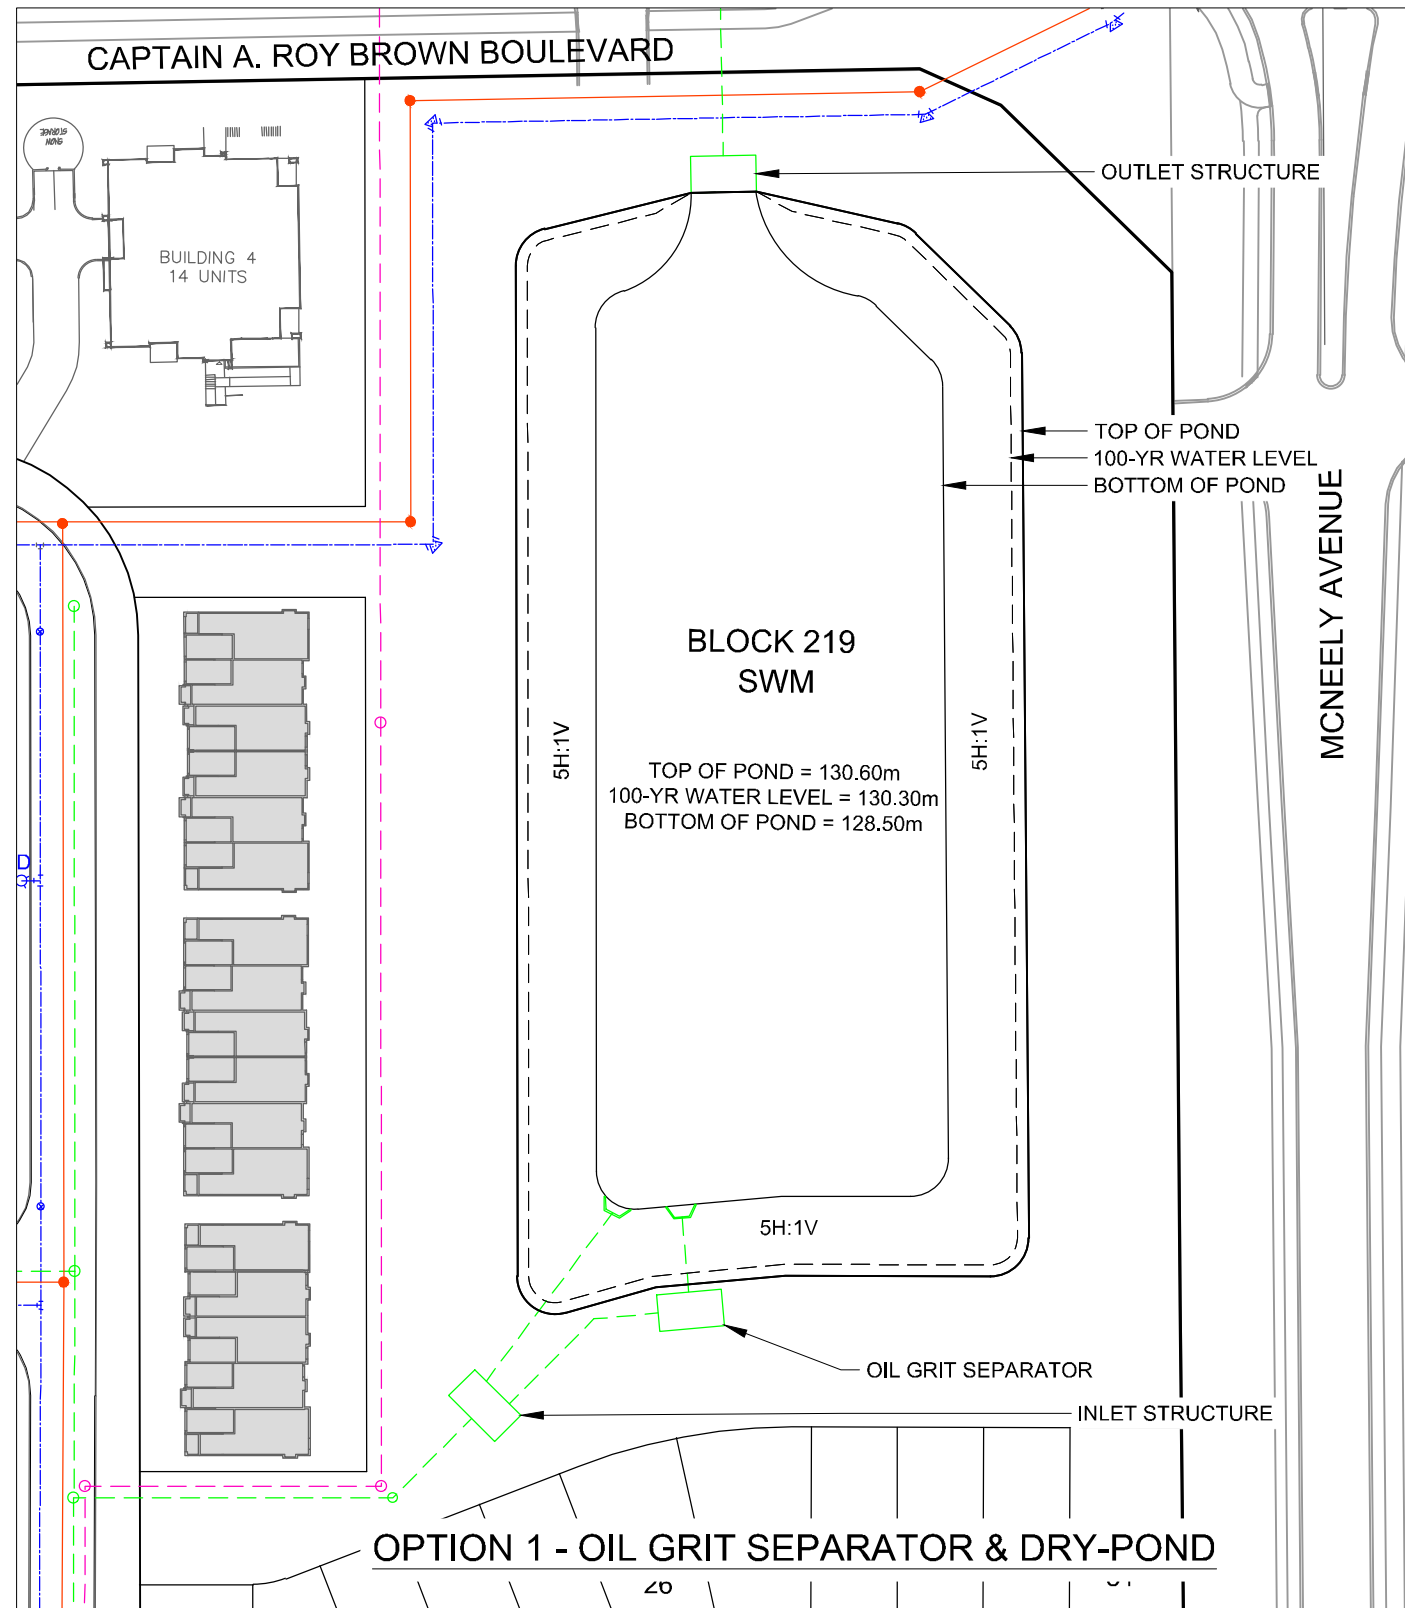 CAPTAIN A. ROY BROWN BOULEVARD
SNOW
STORAGE
OUTLET STRUCTURE
BUILDING 4
14 UNITS
TOP OF POND
100-YR WATER LEVEL
BOTTOM OF POND
MCNEELY AVENUE
BLOCK 219
SWM
5H:1V
5H:1V
TOP OF POND = 130.60m
100-YR WATER LEVEL = 130.30m
BOTTOM OF POND = 128.50m
D
5H:1V
OIL GRIT SEPARATOR
INLET STRUCTURE
OPTION 1 - OIL GRIT SEPARATOR & DRY-POND
26